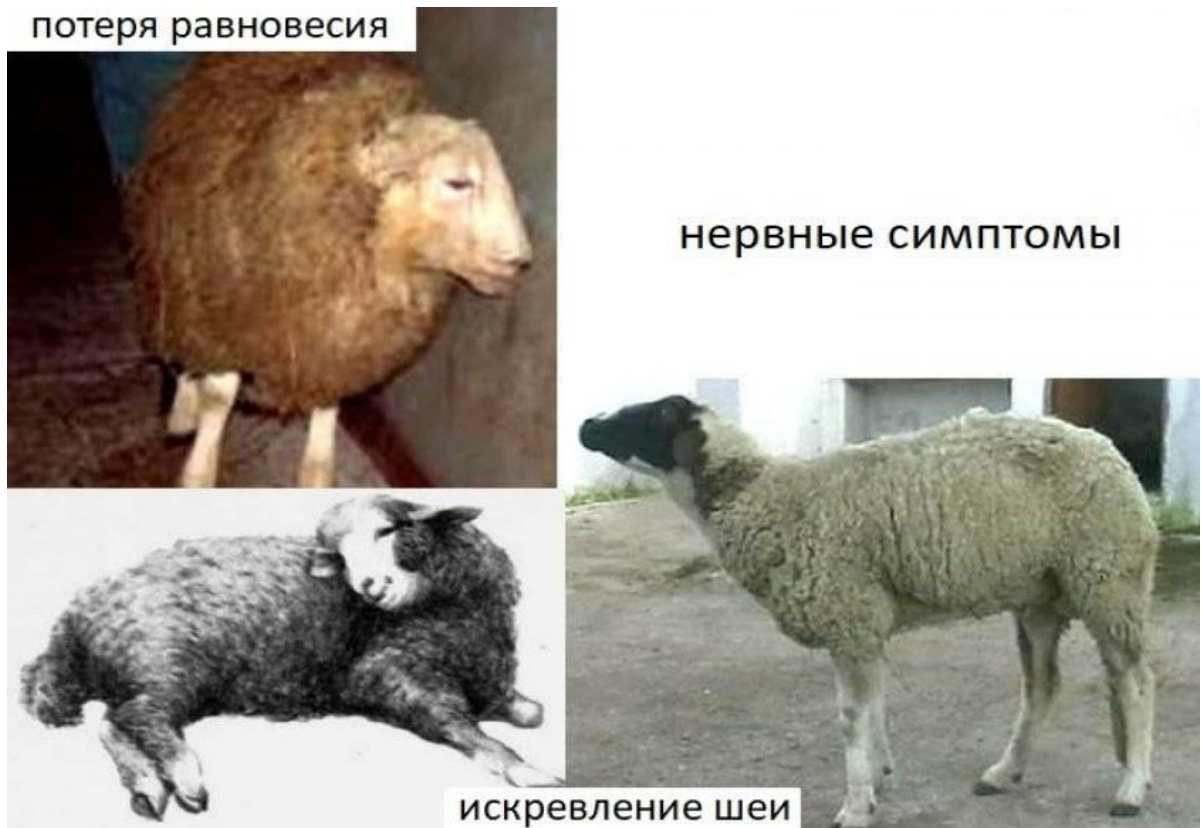 потеря равновесия
нервные симптомы
искревление шеи